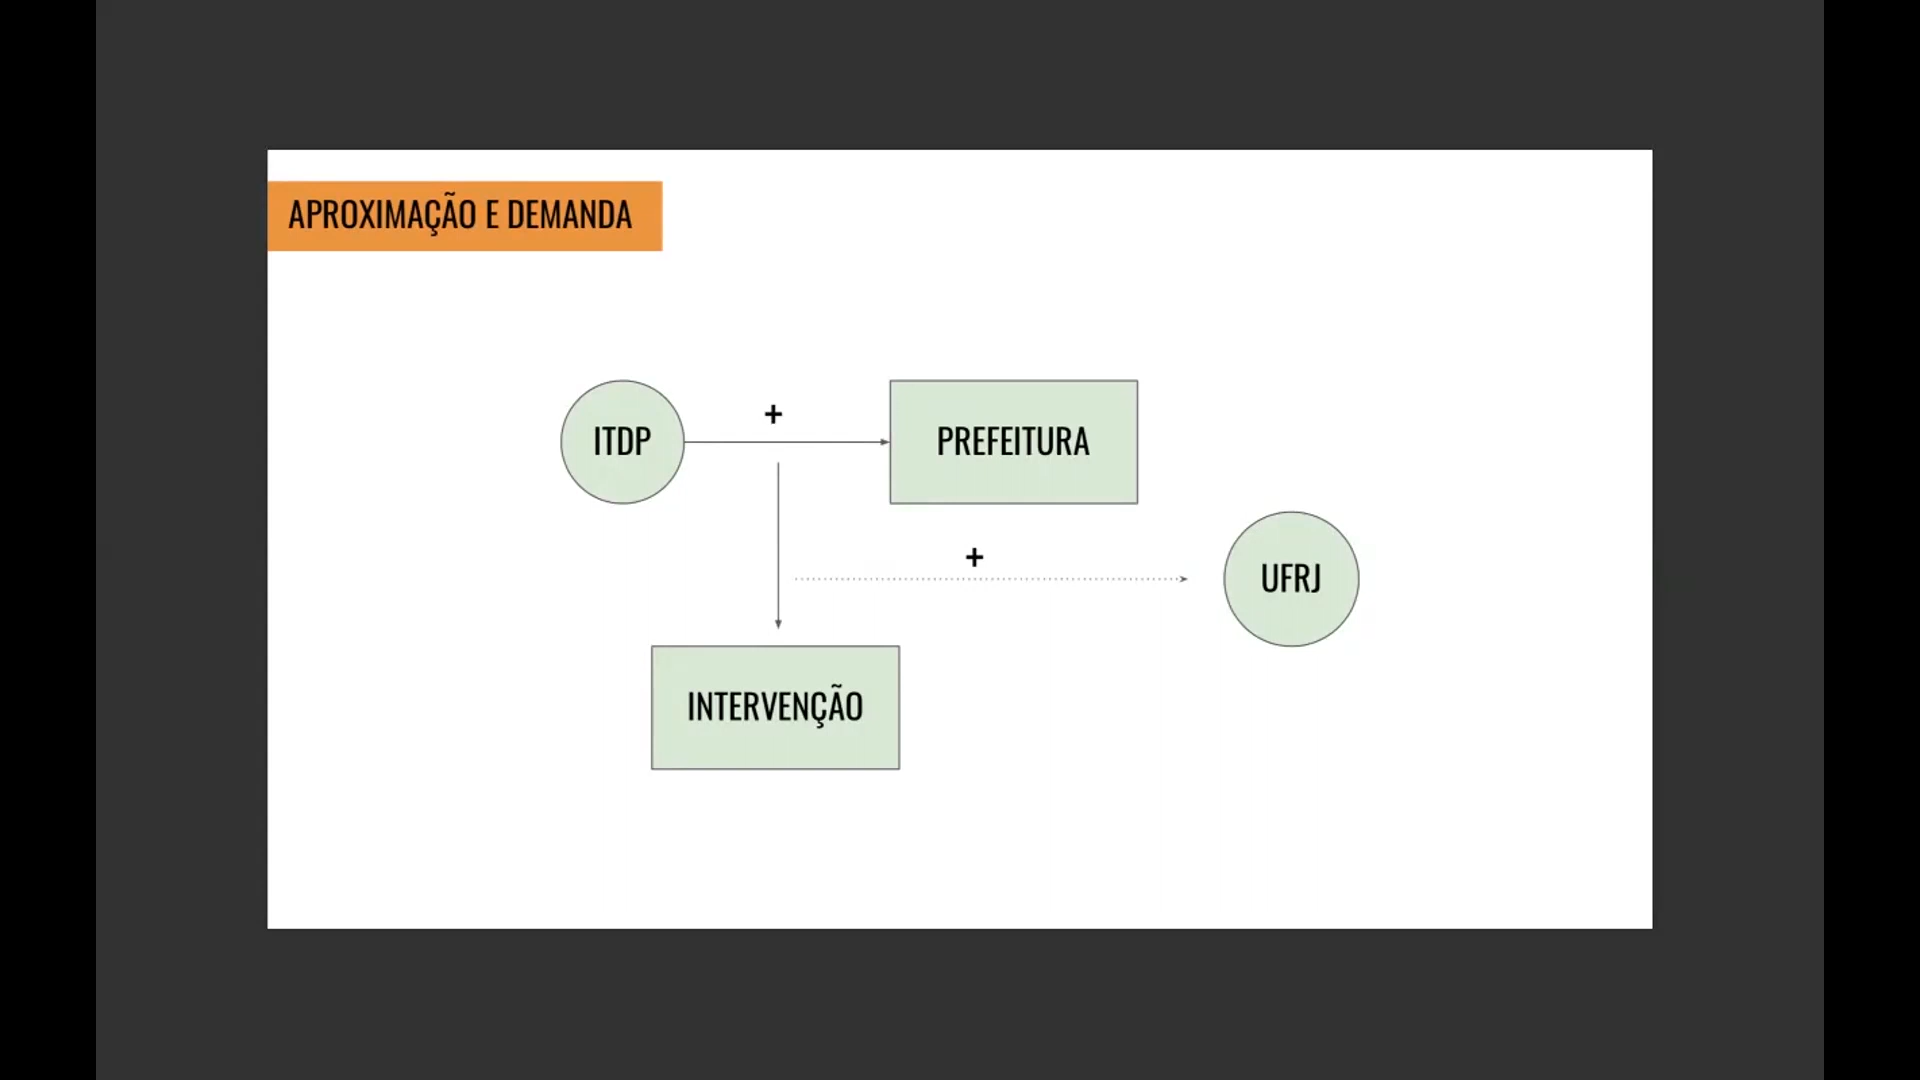 APROXIMAÇÃO E DEMANDA
ITDP
+
PREFEITURA
+
UFRJ
INTERVENÇÃO